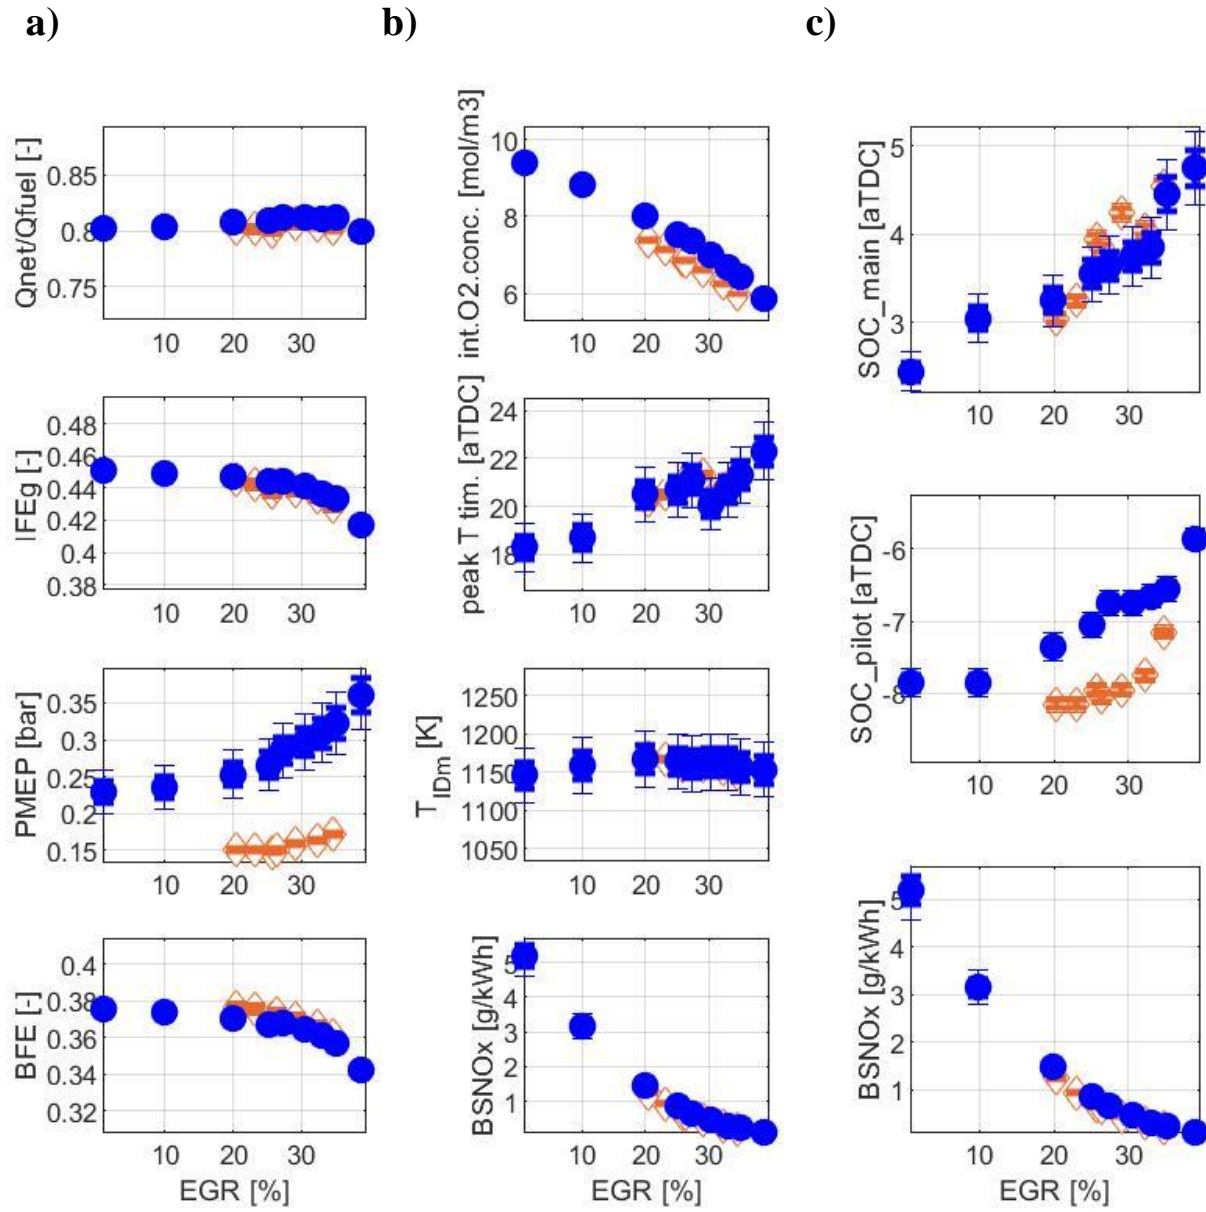 a)
b)
c)
Qnet/Qfuel [-]
0.85
0.8
0.75
10 20 30
IFEg [-]
0.48
0.46
0.44
0.42
0.4
0.38
10 20 30
PMEP [bar]
0.35
0.3
0.25
0.2
0.15
10 20 30
BFE [-]
0.4
0.38
0.36
0.34
0.32
10 20 30
EGR [%]
int.O2.conc. [mol/m3]
10
8
6
10 20 30
peak T tim. [aTDC]
24
22
20
18
10 20 30
T_IDm [K]
1250
1200
1150
1100
1050
10 20 30
BSNOx [g/kWh]
5
4
3
2
1
10 20 30
EGR [%]
SOC_main [aTDC]
5
4
3
10 20 30
SOC_pilot [aTDC]
-6
-7
-8
10 20 30
BSNOx [g/kWh]
5
4
3
2
1
10 20 30
EGR [%]